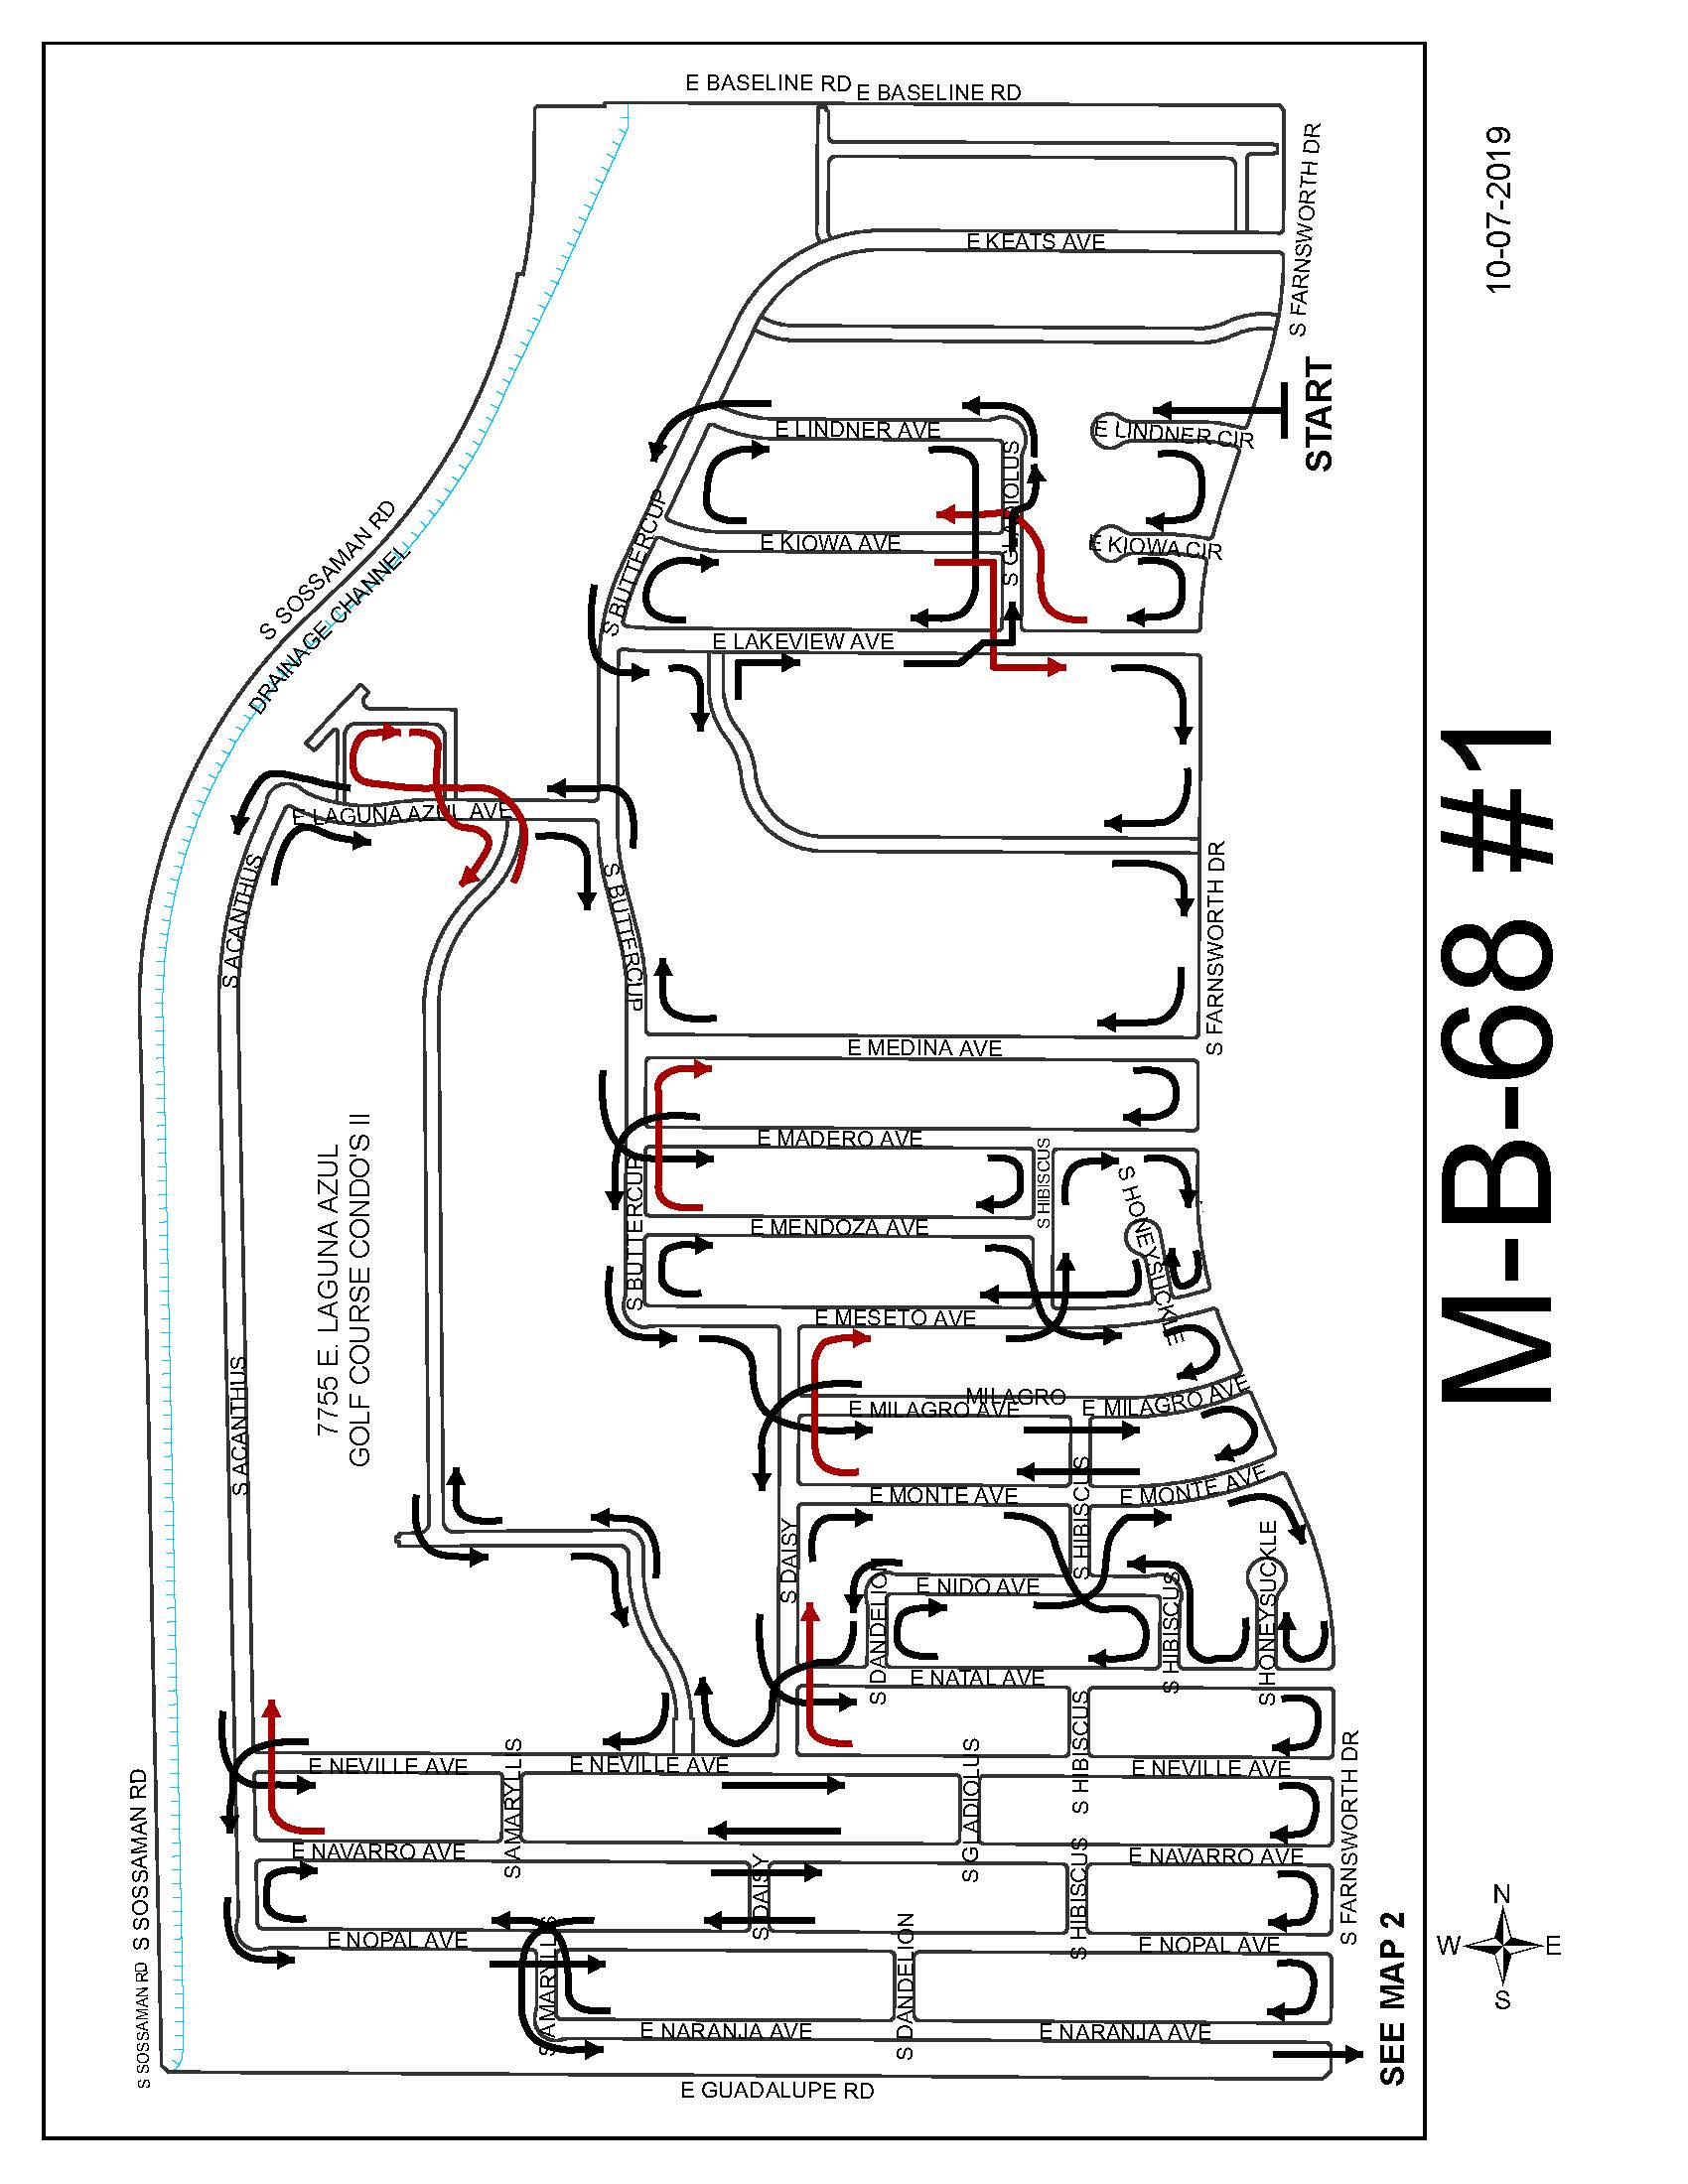 S SOSSAMAN RD
S SOSSAMAN RD
S ACANTHUS
S ACANTHUS
S SOSSAMAN RD
DRAINAGE CHANNEL
7755 E. LAGUNA AZUL
GOLF COURSE CONDO'S II
E LAGUNA AZUL AVE
E NOPAL AVE
E NAVARRO AVE
E NEVILLE AVE
S AMARYLLIS
S AMARYLLIS
E NEVILLE AVE
E NARANJA AVE
E GUADALUPE RD
S BUTTERCUP
S BUTTERCUP
S BUTTERCUP
E BASELINE RD
E BASELINE RD
S DAISY
S DAISY
E MESETO AVE
E MENDOZA AVE
E MADERO AVE
E MEDINA AVE
E LAKEVIEW AVE
E KIOWA AVE
E LINDNER AVE
E KEATS AVE
S DANDELION
S DANDELION
E NATAL AVE
E NIDO AVE
E MONTE AVE
E MILAGRO AVE
MILAGRO
S GLADIOLUS
S GLADIOLUS
S HIBISCUS
S HIBISCUS
S HIBISCUS
S HIBISCUS
S HIBISCUS
E NARANJA AVE
E NOPAL AVE
E NAVARRO AVE
E NEVILLE AVE
E MONTE AVE
E MILAGRO AVE
S HONEYSUCKLE
S HONEYSUCKLE
E KIOWA CIR
E LINDNER CIR
S FARNSWORTH DR
S FARNSWORTH DR
S FARNSWORTH DR
START
SEE MAP 2
W
S
N
E
M-B-68 #1
10-07-2019